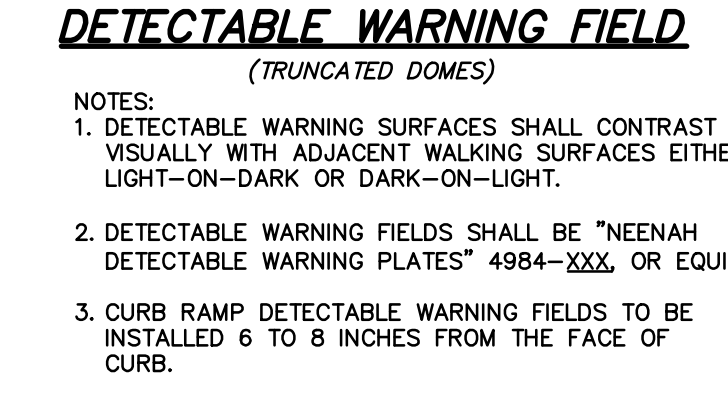 DETECTABLE WARNING FIELD
(TRUNCATED DOMES)
NOTES:
1. DETECTABLE WARNING SURFACES SHALL CONTRAST
VISUALLY WITH ADJACENT WALKING SURFACES EITHE
LIGHT-ON-DARK OR DARK-ON-LIGHT.
2. DETECTABLE WARNING FIELDS SHALL BE "NEENAH
DETECTABLE WARNING PLATES" 4984-XXX, OR EQUI
3. CURB RAMP DETECTABLE WARNING FIELDS TO BE
INSTALLED 6 TO 8 INCHES FROM THE FACE OF
CURB.